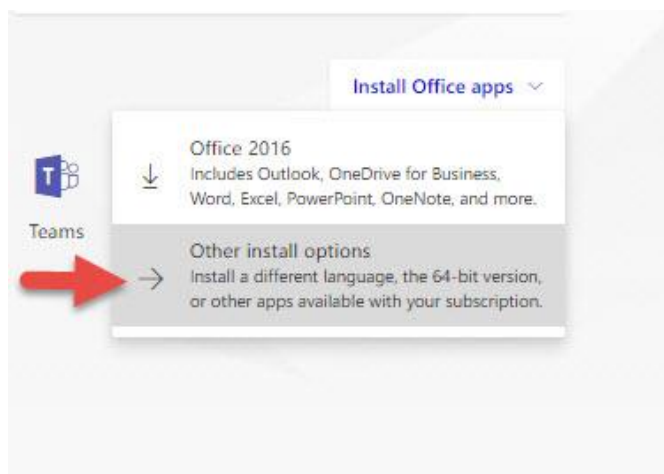 Install Office apps
Office 2016
Includes Outlook, OneDrive for Business,
Word, Excel, PowerPoint, OneNote, and more.
T
Teams
Other install options
Install a different language, the 64-bit version,
or other apps available with your subscription.